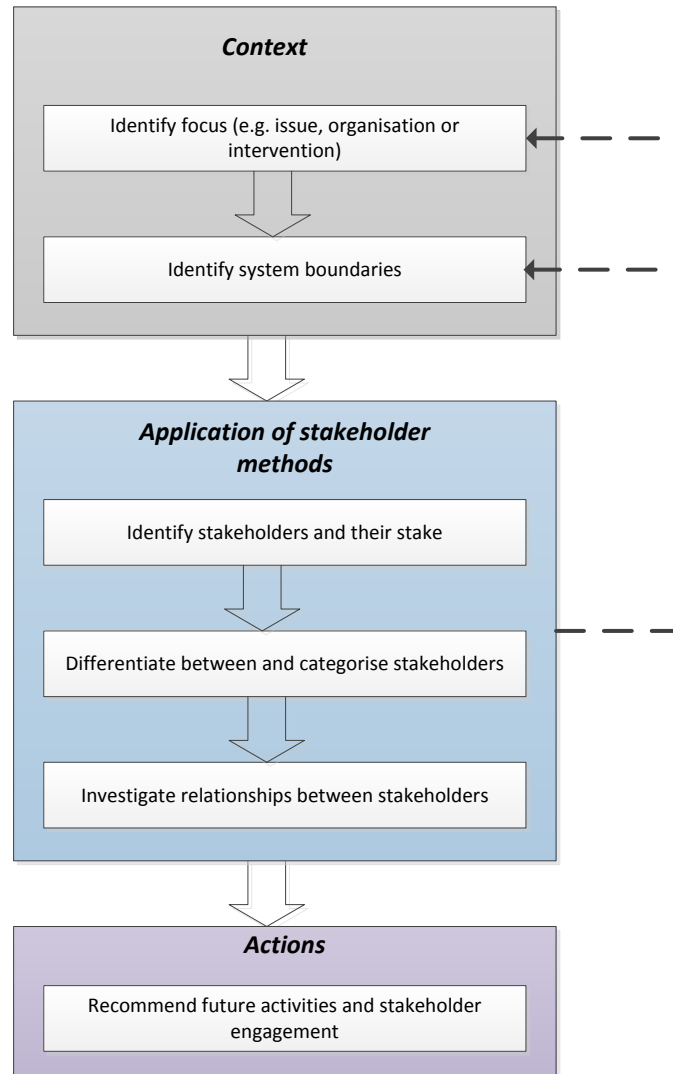 Context
Identify focus (e.g. issue, organisation or
intervention)
Identify system boundaries
Application of stakeholder
methods
Identify stakeholders and their stake
Differentiate between and categorise stakeholders
Investigate relationships between stakeholders
Actions
Recommend future activities and stakeholder
engagement